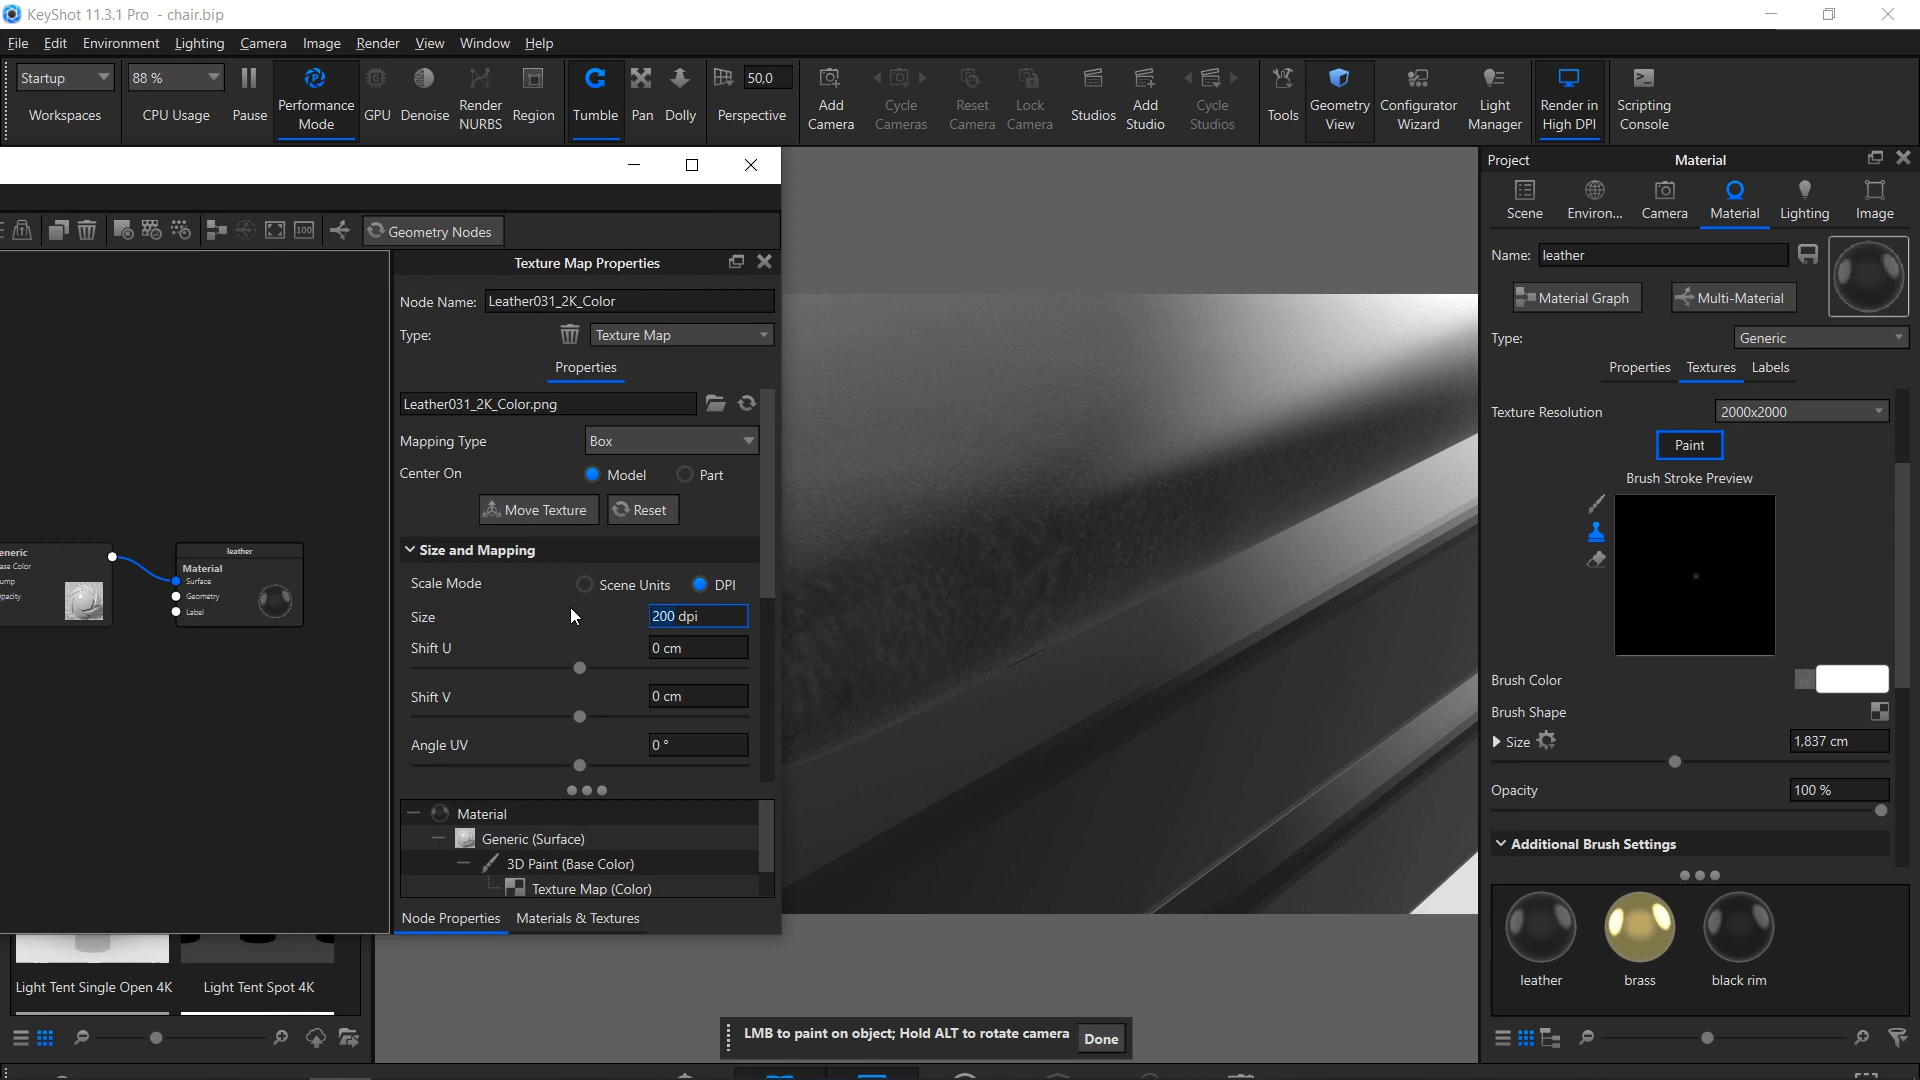 KeyShot 11.3.1 Pro - chair.bip
File Edit Environment Lighting Camera Image Render View Window Help
Startup
Workspaces
88 %
CPU Usage
Pause
Performance Mode
GPU
Denoise
Render NURBS
Region
Tumble
Pan
Dolly
50,0
Perspective
Add Camera
Cycle Cameras
Reset Camera
Lock Camera
Studios
Add Studio
Cycle Studios
Tools
Geometry View
Configurator Wizard
Light Manager
Render in High DPI
Scripting Console
100
Geometry Nodes
Texture Map Properties
Node Name: Leather031_2K_Color
Type: Texture Map
Properties
Leather031_2K_Color.png
Mapping Type Box
Center On Model Part
Move Texture Reset
Size and Mapping
Scale Mode Scene Units DPI
Size 200 dpi
Shift U 0 cm
Shift V 0 cm
Angle UV 0 °
Material
Generic (Surface)
3D Paint (Base Color)
Texture Map (Color)
Node Properties Materials & Textures
eneric
ase Color
ump
pacity
leather
Material
Surface
Geometry
Label
Light Tent Single Open 4K
Light Tent Spot 4K
LMB to paint on object; Hold ALT to rotate camera Done
Project Material
Scene Environ... Camera Material Lighting Image
Name: leather
Material Graph Multi-Material
Type: Generic
Properties Textures Labels
Texture Resolution 2000x2000
Paint
Brush Stroke Preview
Brush Color
Brush Shape
Size 1,837 cm
Opacity 100 %
Additional Brush Settings
leather brass black rim